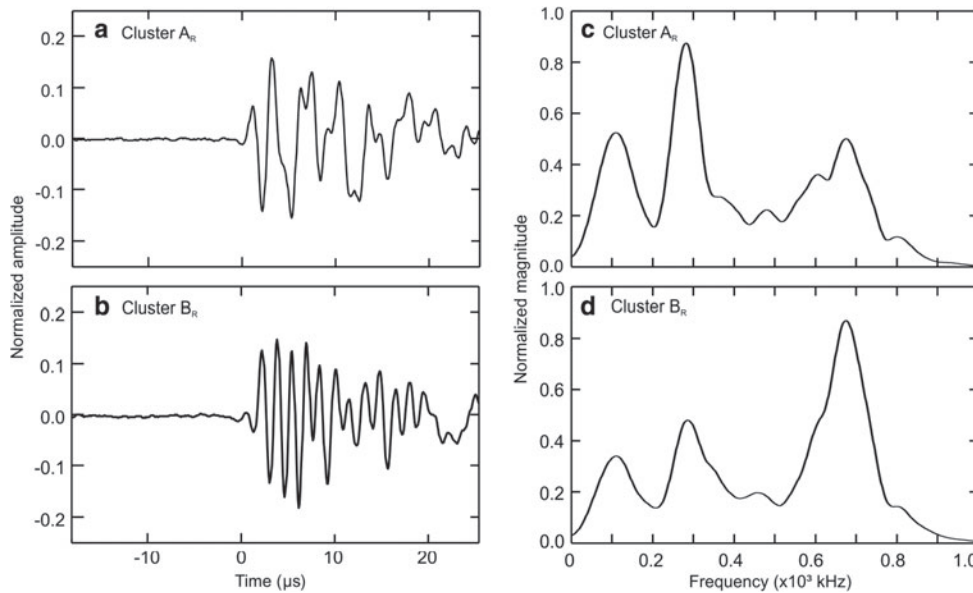 a Cluster A_R
0.2
0.1
0.0
-0.1
-0.2
b Cluster B_R
0.2
0.1
0.0
-0.1
-0.2
Normalized amplitude
-10 0 10 20
Time (µs)
c Cluster A_R
1.0
0.8
0.6
0.4
0.2
0.0
d Cluster B_R
1.0
0.8
0.6
0.4
0.2
0.0
Normalized magnitude
0 0.2 0.4 0.6 0.8 1.0
Frequency (x10³ kHz)